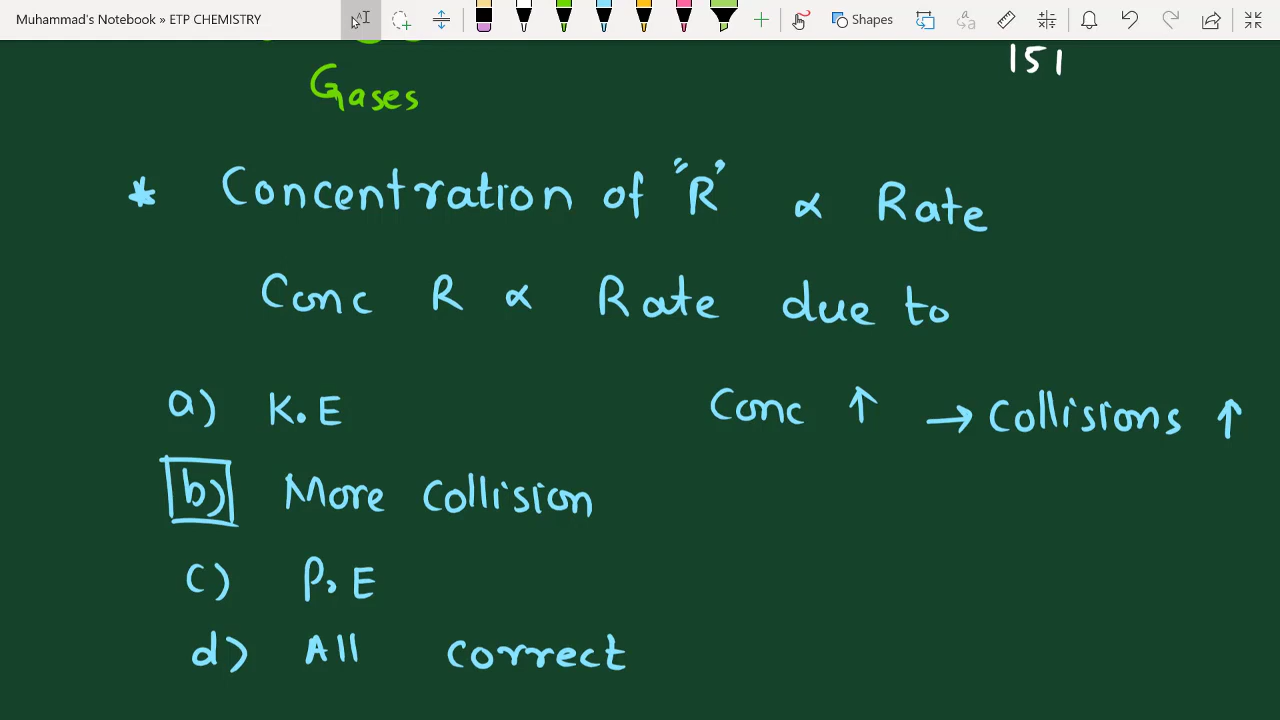 Muhammad's Notebook » ETP CHEMISTRY
Shapes
151
Gases
* Concentration of "R" ∝ Rate
Conc R ∝ Rate due to
a) K.E
Conc ↑ → Collisions ↑
b) More Collision
c) P.E
d) All correct